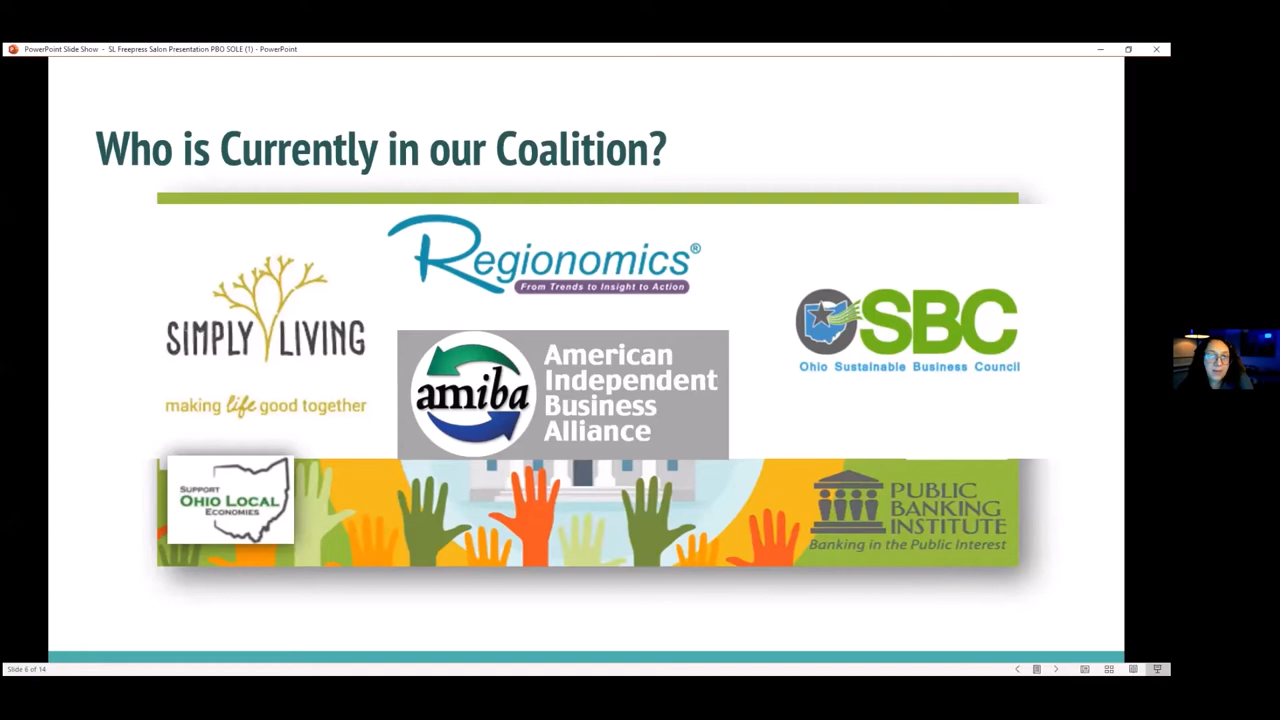 PowerPoint Slide Show - SL Freepress Salon Presentation PBO SOLE (1) - PowerPoint
Who is Currently in our Coalition?
Regionomics®
From Trends to Insight to Action
SIMPLY LIVING
making life good together
amiba
American
Independent
Business
Alliance
OSBC
Ohio Sustainable Business Council
SUPPORT
OHIO LOCAL
ECONOMIES
PUBLIC
BANKING
INSTITUTE
Banking in the Public Interest
Slide 6 of 14